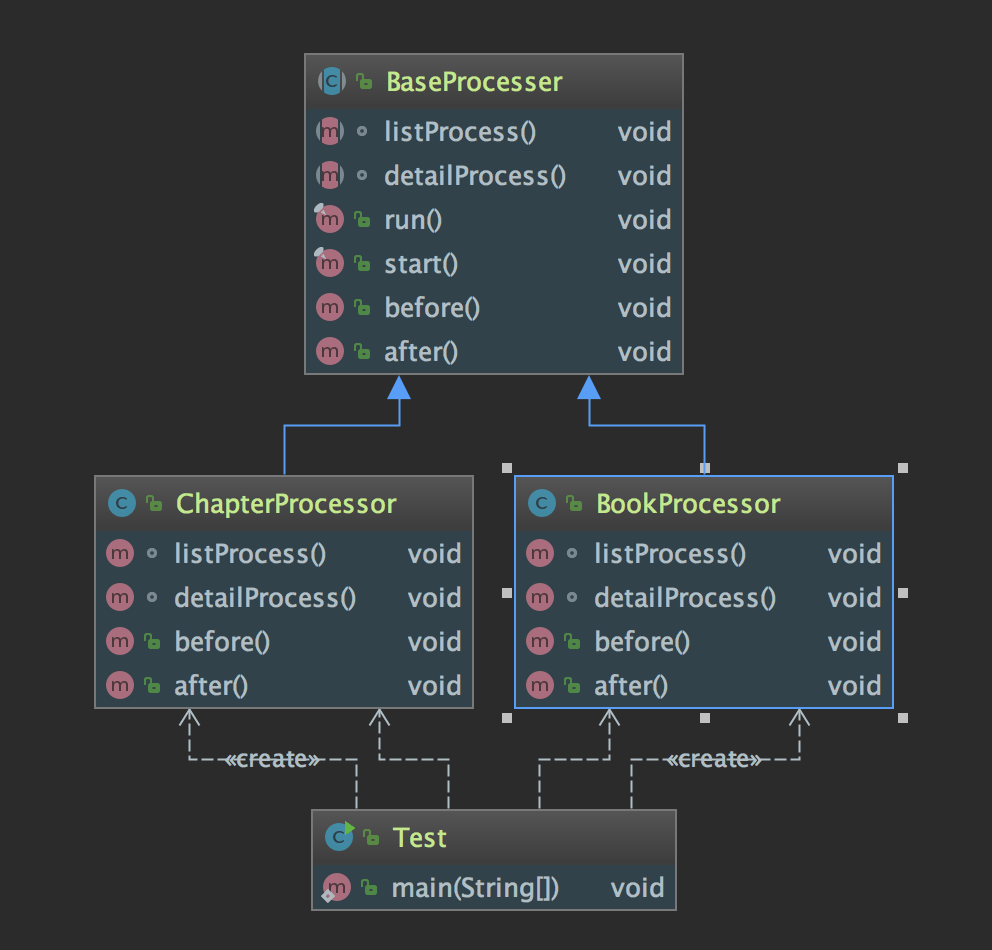 BaseProcesser
listProcess() void
detailProcess() void
run() void
start() void
before() void
after() void
ChapterProcessor
listProcess() void
detailProcess() void
before() void
after() void
BookProcessor
listProcess() void
detailProcess() void
before() void
after() void
«create»
«create»
Test
main(String[]) void